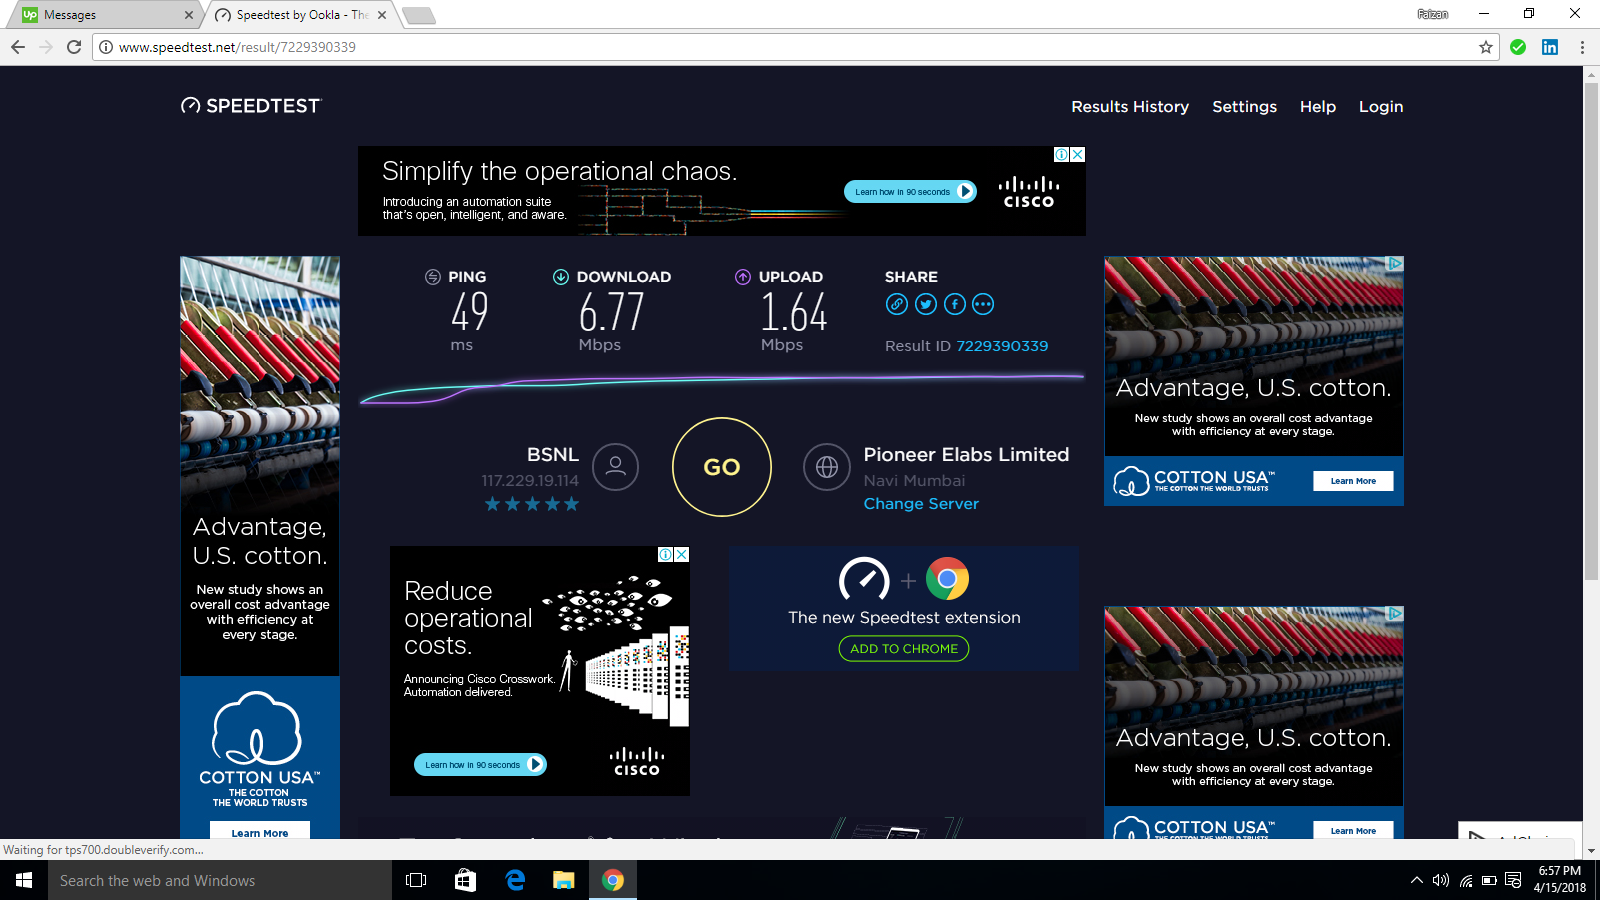 Messages
Speedtest by Ookla - The
Faizan
www.speedtest.net/result/7229390339
SPEEDTEST
Results History
Settings
Help
Login
Simplify the operational chaos.
Introducing an automation suite
that's open, intelligent, and aware.
Learn how in 90 seconds
CISCO
PING
49
ms
DOWNLOAD
6.77
Mbps
UPLOAD
1.64
Mbps
SHARE
Result ID 7229390339
BSNL
117.229.19.114
GO
Pioneer Elabs Limited
Navi Mumbai
Change Server
Advantage,
U.S. cotton.
New study shows an
overall cost advantage
with efficiency at
every stage.
COTTON USA™
THE COTTON
THE WORLD TRUSTS
Learn More
Reduce
operational
costs.
Announcing Cisco Crosswork.
Automation delivered.
Learn how in 90 seconds
CISCO
The new Speedtest extension
ADD TO CHROME
Advantage, U.S. cotton.
New study shows an overall cost advantage
with efficiency at every stage.
COTTON USA™
THE COTTON THE WORLD TRUSTS
Learn More
Advantage, U.S. cotton.
New study shows an overall cost advantage
with efficiency at every stage.
COTTON USA™
Learn More
Waiting for tps700.doubleverify.com...
Search the web and Windows
6:57 PM
4/15/2018